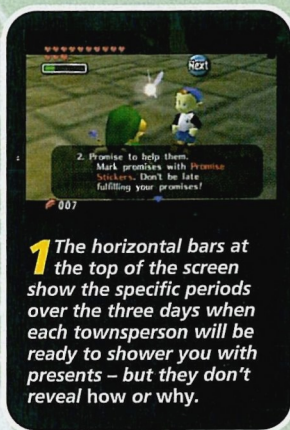 Next
2. Promise to help them.
Mark promises with Promise
Stickers. Don't be late
fulfilling your promises!
007
1 The horizontal bars at
the top of the screen
show the specific periods
over the three days when
each townsperson will be
ready to shower you with
presents – but they don't
reveal how or why.